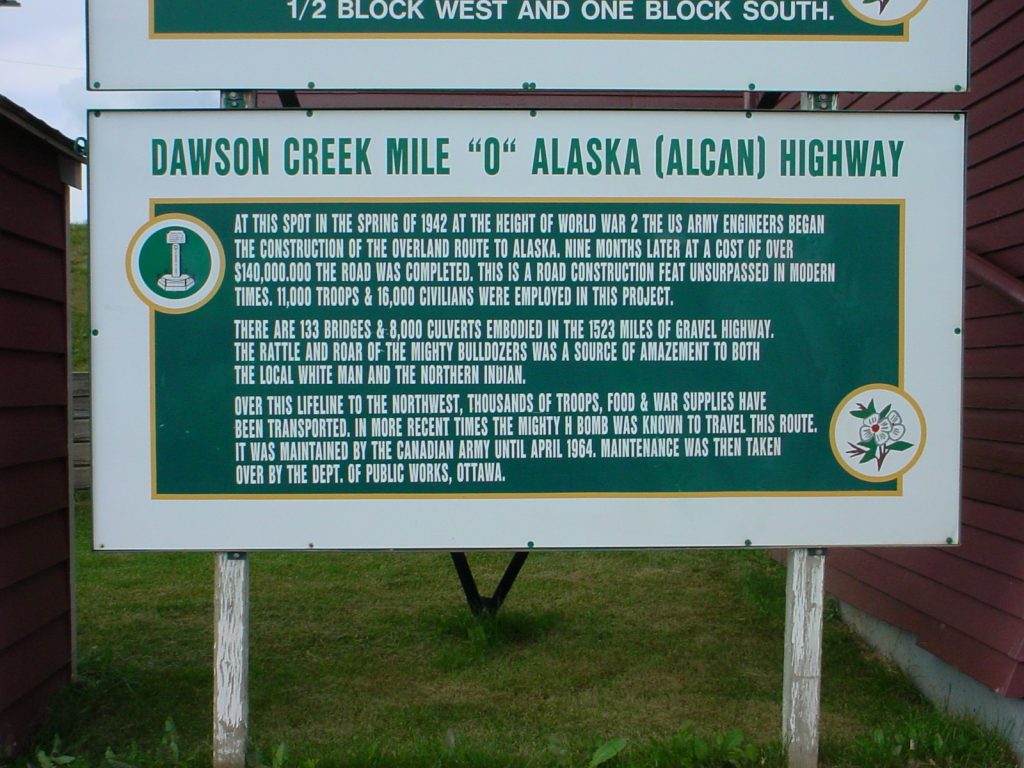 1/2 BLOCK WEST AND ONE BLOCK SOUTH.
DAWSON CREEK MILE "0" ALASKA (ALCAN) HIGHWAY
AT THIS SPOT IN THE SPRING OF 1942 AT THE HEIGHT OF WORLD WAR 2 THE US ARMY ENGINEERS BEGAN
THE CONSTRUCTION OF THE OVERLAND ROUTE TO ALASKA. NINE MONTHS LATER AT A COST OF OVER
$140,000.000 THE ROAD WAS COMPLETED. THIS IS A ROAD CONSTRUCTION FEAT UNSURPASSED IN MODERN
TIMES. 11,000 TROOPS & 16,000 CIVILIANS WERE EMPLOYED IN THIS PROJECT.
THERE ARE 133 BRIDGES & 8,000 CULVERTS EMBODIED IN THE 1523 MILES OF GRAVEL HIGHWAY.
THE RATTLE AND ROAR OF THE MIGHTY BULLDOZERS WAS A SOURCE OF AMAZEMENT TO BOTH
THE LOCAL WHITE MAN AND THE NORTHERN INDIAN.
OVER THIS LIFELINE TO THE NORTHWEST, THOUSANDS OF TROOPS, FOOD & WAR SUPPLIES HAVE
BEEN TRANSPORTED. IN MORE RECENT TIMES THE MIGHTY H BOMB WAS KNOWN TO TRAVEL THIS ROUTE.
IT WAS MAINTAINED BY THE CANADIAN ARMY UNTIL APRIL 1964. MAINTENANCE WAS THEN TAKEN
OVER BY THE DEPT. OF PUBLIC WORKS, OTTAWA.